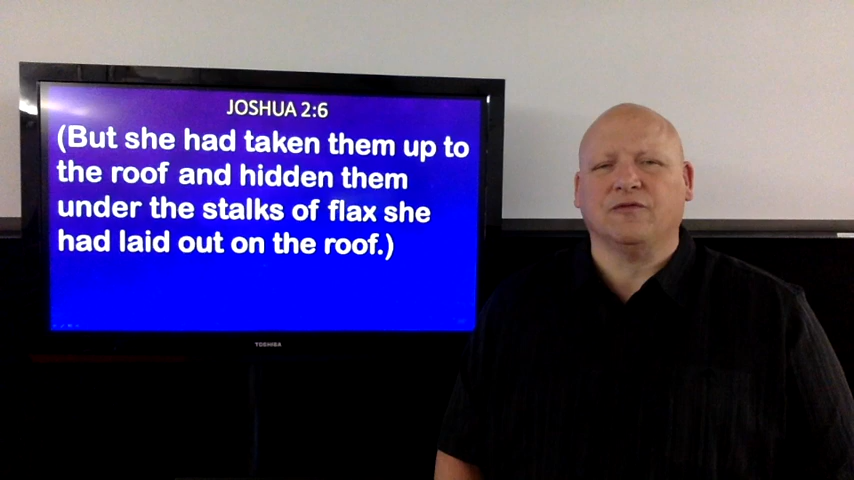 JOSHUA 2:6
(But she had taken them up to
the roof and hidden them
under the stalks of flax she
had laid out on the roof.)
TOSHIBA